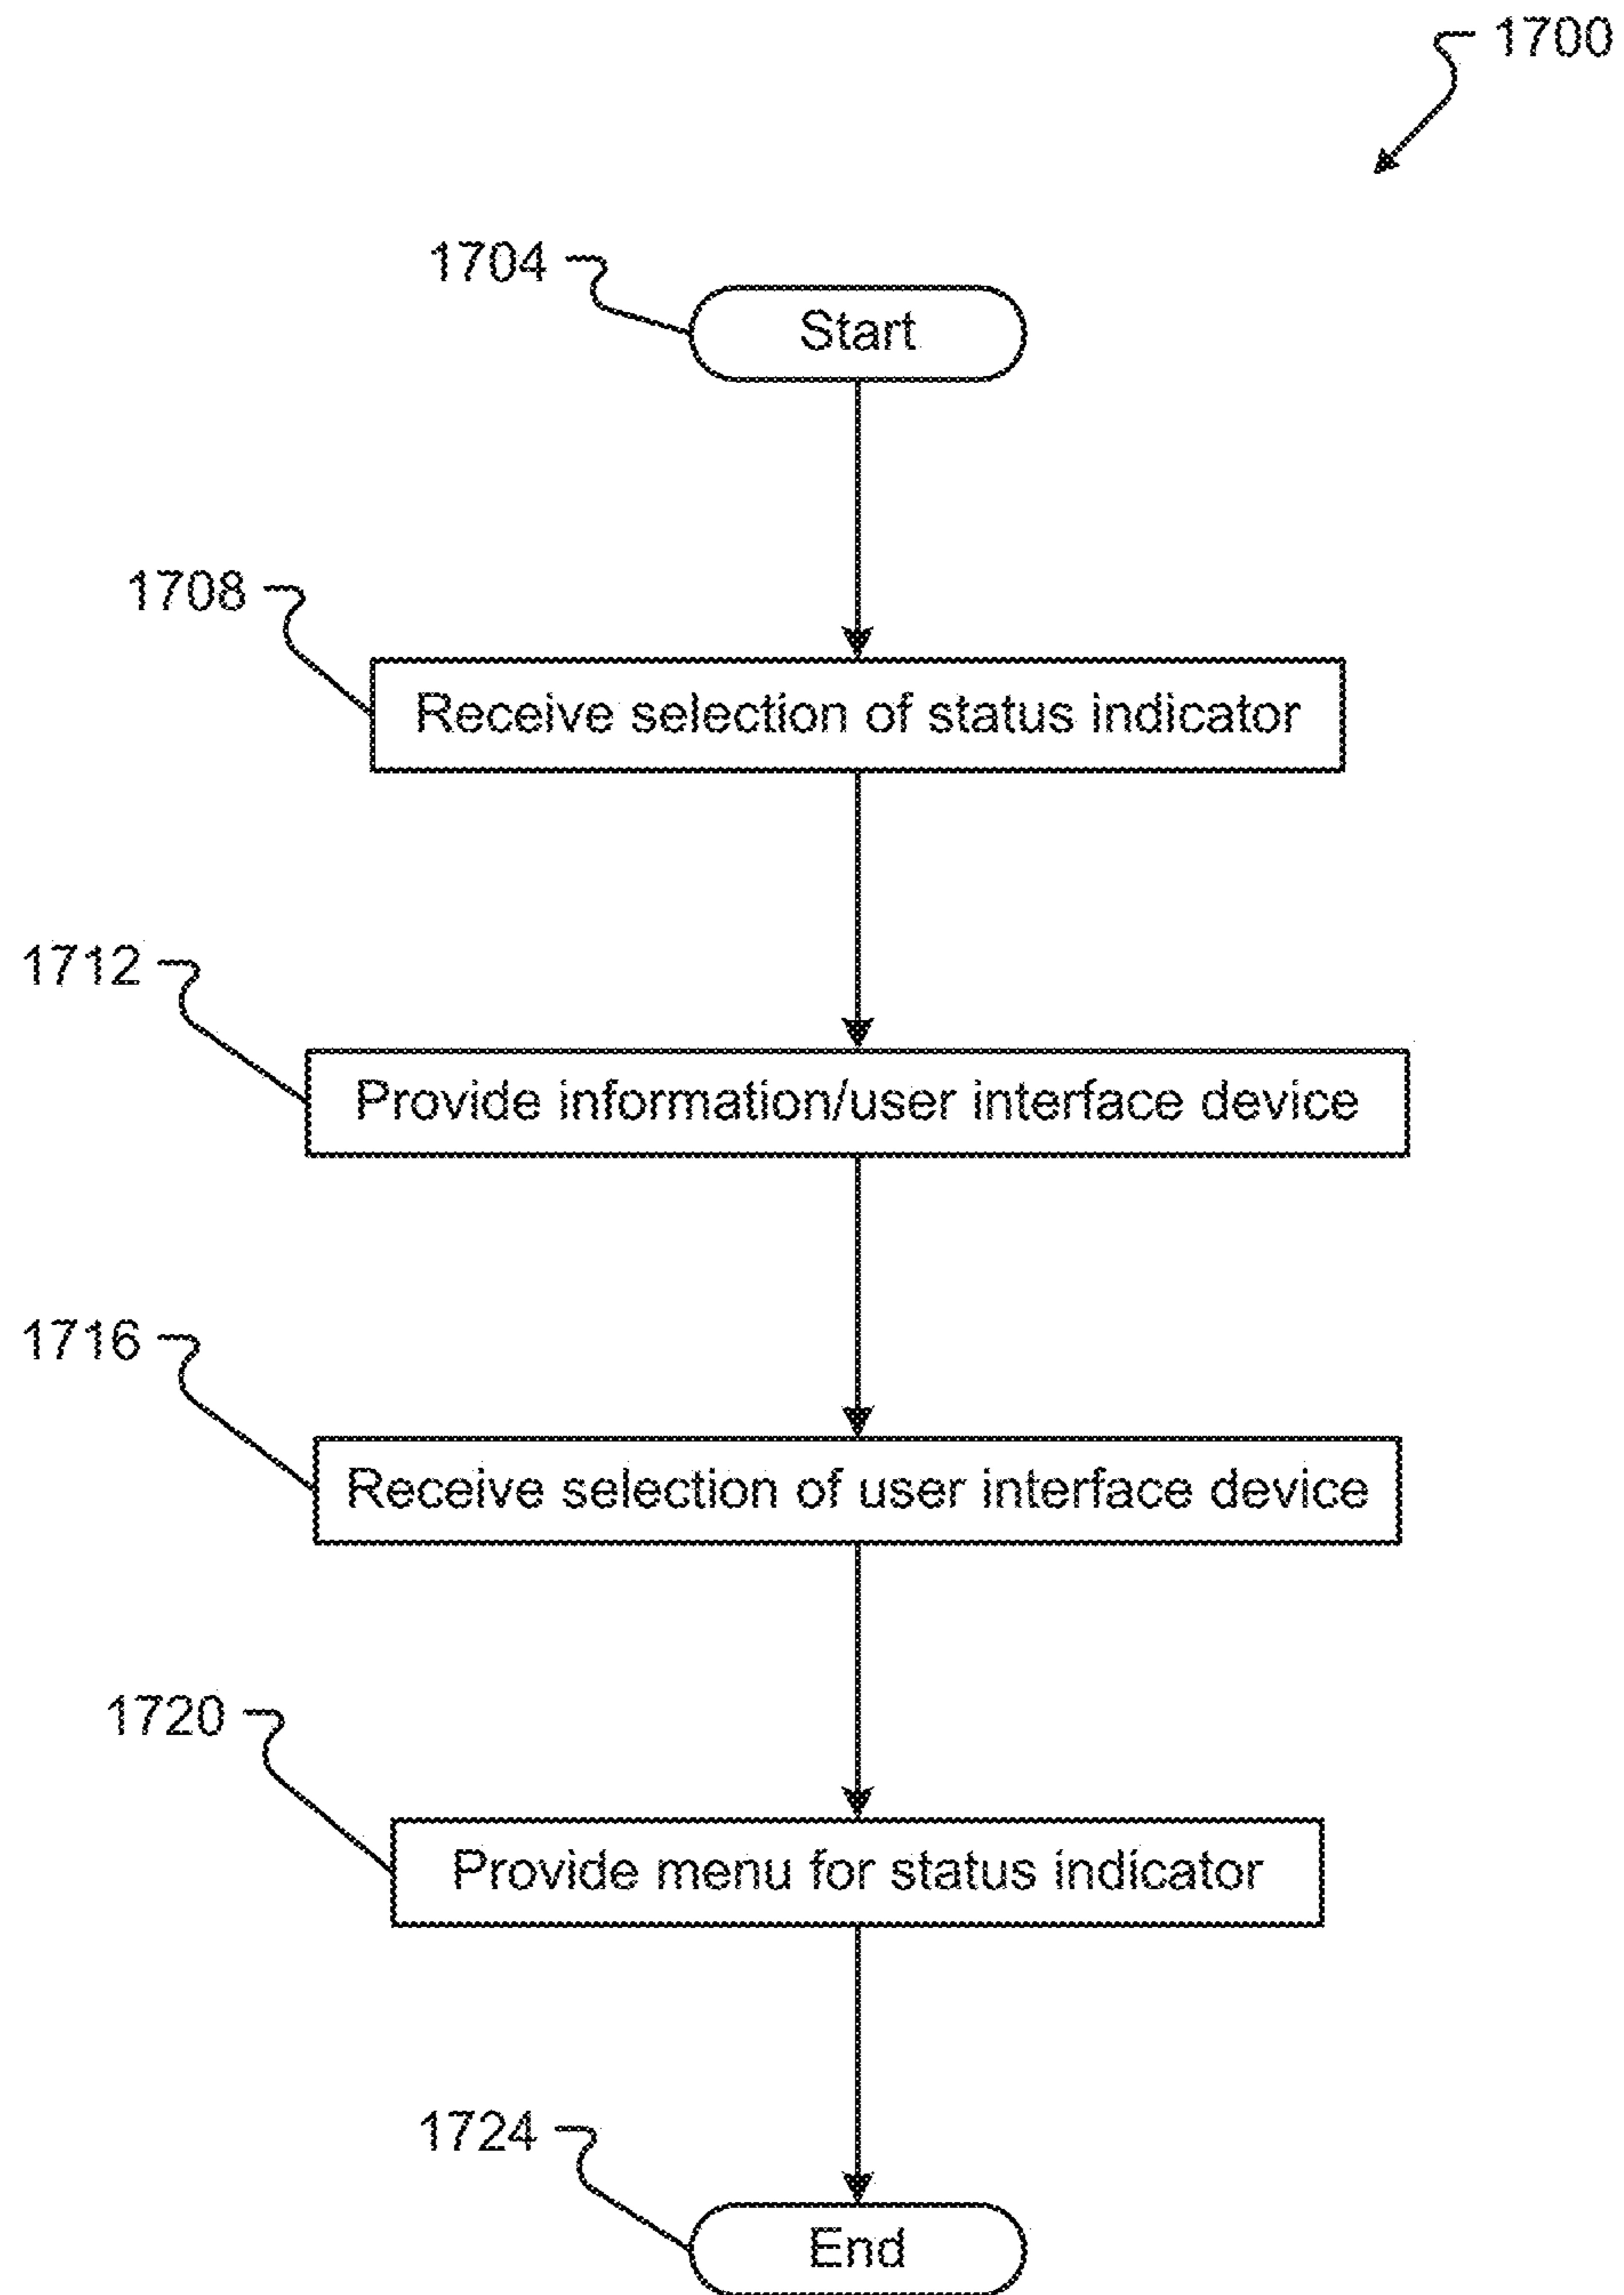 1700
1704
Start
1708
Receive selection of status indicator
1712
Provide information/user interface device
1716
Receive selection of user interface device
1720
Provide menu for status indicator
1724
End